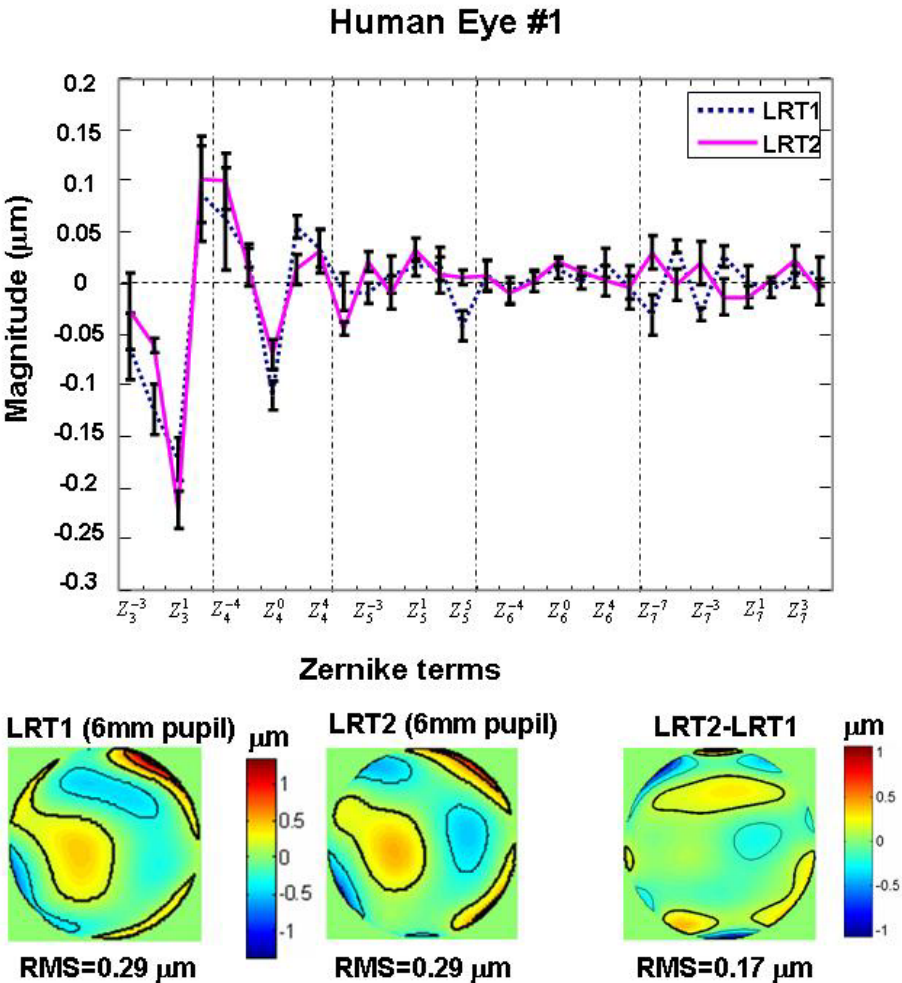 Human Eye #1
0.2
0.15
0.1
0.05
0
-0.05
-0.1
-0.15
-0.2
-0.25
-0.3
Magnitude (μm)
LRT1
LRT2
Z_3^{-3} Z_3^1 Z_4^{-4} Z_4^0 Z_4^4 Z_5^{-3} Z_5^1 Z_5^5 Z_6^{-4} Z_6^0 Z_6^4 Z_7^{-7} Z_7^{-3} Z_7^1 Z_7^3
Zernike terms
LRT1 (6mm pupil) μm LRT2 (6mm pupil) LRT2-LRT1 μm
1
0.5
0
-0.5
-1
1
0.5
0
-0.5
-1
RMS=0.29 μm RMS=0.29 μm RMS=0.17 μm